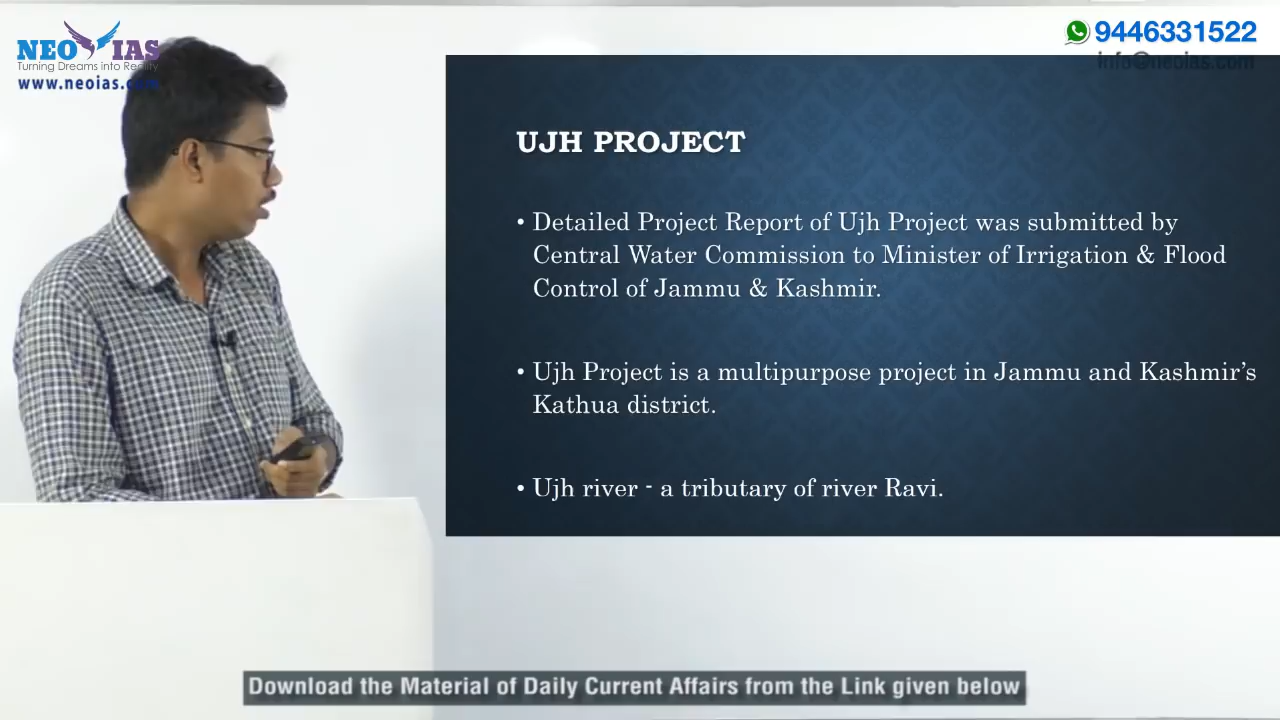 NEO IAS
Turning Dreams into Reality
www.neoias.com
9446331522
info@neoias.com
UJH PROJECT
• Detailed Project Report of Ujh Project was submitted by
Central Water Commission to Minister of Irrigation & Flood
Control of Jammu & Kashmir.
• Ujh Project is a multipurpose project in Jammu and Kashmir’s
Kathua district.
• Ujh river - a tributary of river Ravi.
Download the Material of Daily Current Affairs from the Link given below